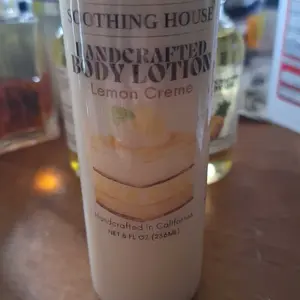 SOOTHING HOUSE
HANDCRAFTED
BODY LOTION
Lemon Creme
Handcrafted in California
NET 8 FL OZ (236ML)